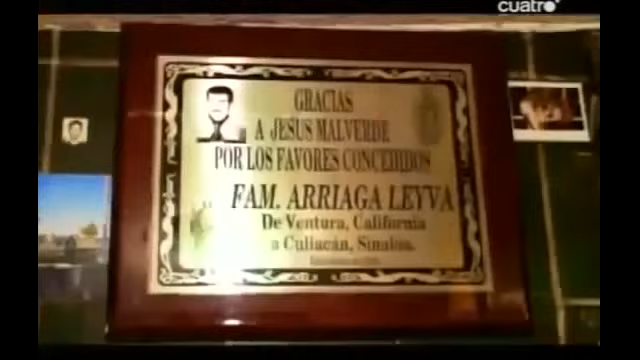 cuatro
GRACIAS
A JESUS MALVERDE
POR LOS FAVORES CONCEDIDOS
FAM. ARRIAGA LEYVA
De Ventura, California
a Culiacán, Sinaloa.